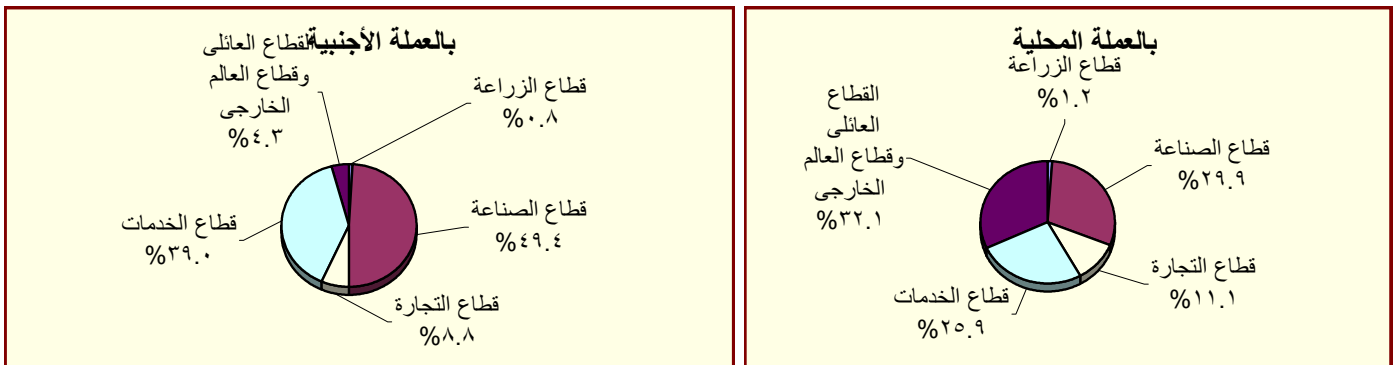 بالعملة المحلية
قطاع الزراعة
%١.٢
قطاع الصناعة
%٢٩.٩
قطاع التجارة
%١١.١
قطاع الخدمات
%٢٥.٩
القطاع
العائلى
وقطاع العالم
الخارجى
%٣٢.١
بالعملة الأجنبية
قطاع الزراعة
%٠.٨
قطاع الصناعة
%٤٩.٤
قطاع التجارة
%٨.٨
قطاع الخدمات
%٣٩.٠
القطاع العائلى
وقطاع العالم
الخارجى
%٤.٣